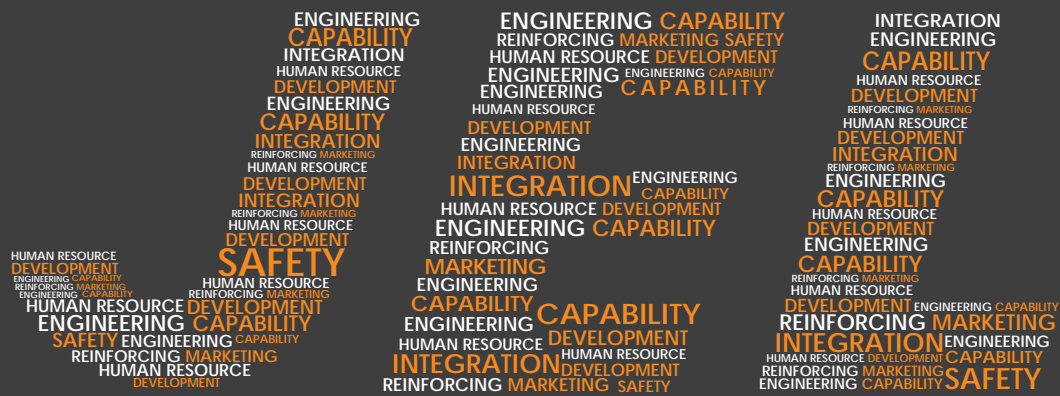 ENGINEERING
CAPABILITY
INTEGRATION
HUMAN RESOURCE
DEVELOPMENT
ENGINEERING
CAPABILITY
INTEGRATION
REINFORCING MARKETING
HUMAN RESOURCE
DEVELOPMENT
INTEGRATION
REINFORCING MARKETING
HUMAN RESOURCE
DEVELOPMENT
SAFETY
HUMAN RESOURCE
DEVELOPMENT
ENGINEERING CAPABILITY
REINFORCING MARKETING
ENGINEERING CAPABILITY
HUMAN RESOURCE
REINFORCING MARKETING
HUMAN RESOURCE DEVELOPMENT
ENGINEERING CAPABILITY
SAFETY ENGINEERING CAPABILITY
REINFORCING MARKETING
HUMAN RESOURCE
DEVELOPMENT
ENGINEERING CAPABILITY
REINFORCING MARKETING SAFETY
HUMAN RESOURCE DEVELOPMENT
ENGINEERING ENGINEERING CAPABILITY
ENGINEERING CAPABILITY
HUMAN RESOURCE
DEVELOPMENT
ENGINEERING
INTEGRATION
INTEGRATION ENGINEERING
CAPABILITY
HUMAN RESOURCE DEVELOPMENT
ENGINEERING CAPABILITY
REINFORCING
MARKETING
ENGINEERING
CAPABILITY CAPABILITY
ENGINEERING
HUMAN RESOURCE DEVELOPMENT
INTEGRATION HUMAN RESOURCE
DEVELOPMENT
REINFORCING MARKETING SAFETY
INTEGRATION
ENGINEERING
CAPABILITY
HUMAN RESOURCE
DEVELOPMENT
REINFORCING MARKETING
HUMAN RESOURCE
DEVELOPMENT
INTEGRATION
REINFORCING MARKETING
ENGINEERING
CAPABILITY
HUMAN RESOURCE
DEVELOPMENT
ENGINEERING
CAPABILITY
REINFORCING MARKETING
HUMAN RESOURCE
DEVELOPMENT ENGINEERING CAPABILITY
REINFORCING MARKETING
INTEGRATION ENGINEERING
HUMAN RESOURCE DEVELOPMENT CAPABILITY
REINFORCING MARKETING SAFETY
ENGINEERING CAPABILITY